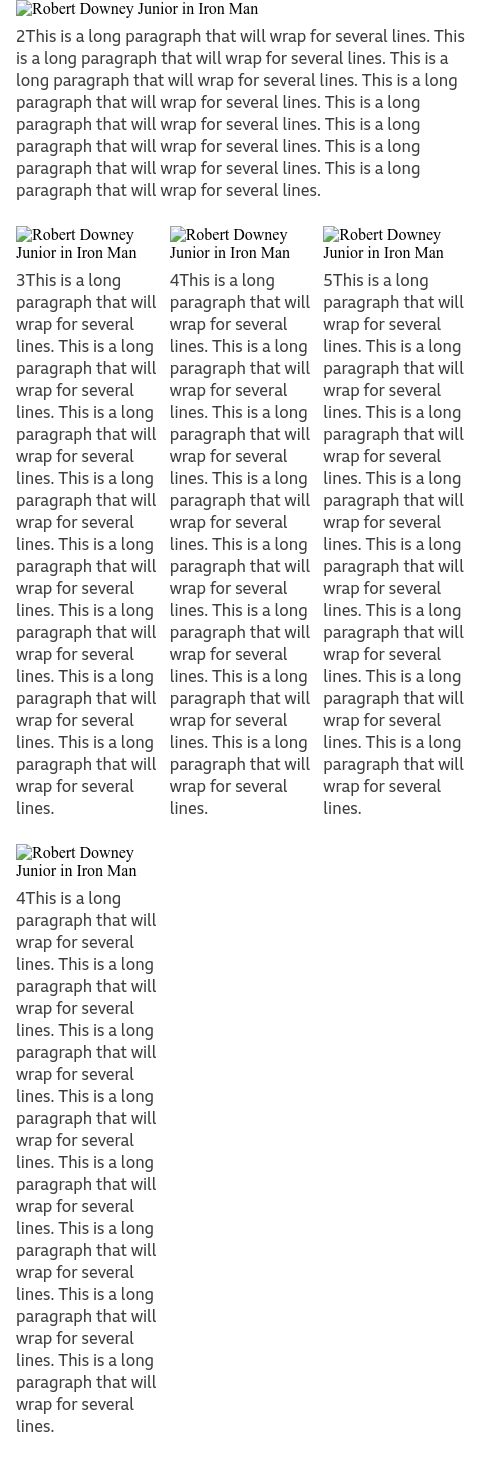 Robert Downey Junior in Iron Man
2This is a long paragraph that will wrap for several lines. This
is a long paragraph that will wrap for several lines. This is a
long paragraph that will wrap for several lines. This is a long
paragraph that will wrap for several lines. This is a long
paragraph that will wrap for several lines. This is a long
paragraph that will wrap for several lines. This is a long
paragraph that will wrap for several lines. This is a long
paragraph that will wrap for several lines.
Robert Downey
Junior in Iron Man
3This is a long
paragraph that will
wrap for several
lines. This is a long
paragraph that will
wrap for several
lines. This is a long
paragraph that will
wrap for several
lines. This is a long
paragraph that will
wrap for several
lines. This is a long
paragraph that will
wrap for several
lines. This is a long
paragraph that will
wrap for several
lines. This is a long
paragraph that will
wrap for several
lines. This is a long
paragraph that will
wrap for several
lines.
Robert Downey
Junior in Iron Man
4This is a long
paragraph that will
wrap for several
lines. This is a long
paragraph that will
wrap for several
lines. This is a long
paragraph that will
wrap for several
lines. This is a long
paragraph that will
wrap for several
lines. This is a long
paragraph that will
wrap for several
lines. This is a long
paragraph that will
wrap for several
lines. This is a long
paragraph that will
wrap for several
lines. This is a long
paragraph that will
wrap for several
lines.
Robert Downey
Junior in Iron Man
5This is a long
paragraph that will
wrap for several
lines. This is a long
paragraph that will
wrap for several
lines. This is a long
paragraph that will
wrap for several
lines. This is a long
paragraph that will
wrap for several
lines. This is a long
paragraph that will
wrap for several
lines. This is a long
paragraph that will
wrap for several
lines. This is a long
paragraph that will
wrap for several
lines. This is a long
paragraph that will
wrap for several
lines.
Robert Downey
Junior in Iron Man
4This is a long
paragraph that will
wrap for several
lines. This is a long
paragraph that will
wrap for several
lines. This is a long
paragraph that will
wrap for several
lines. This is a long
paragraph that will
wrap for several
lines. This is a long
paragraph that will
wrap for several
lines. This is a long
paragraph that will
wrap for several
lines. This is a long
paragraph that will
wrap for several
lines. This is a long
paragraph that will
wrap for several
lines.